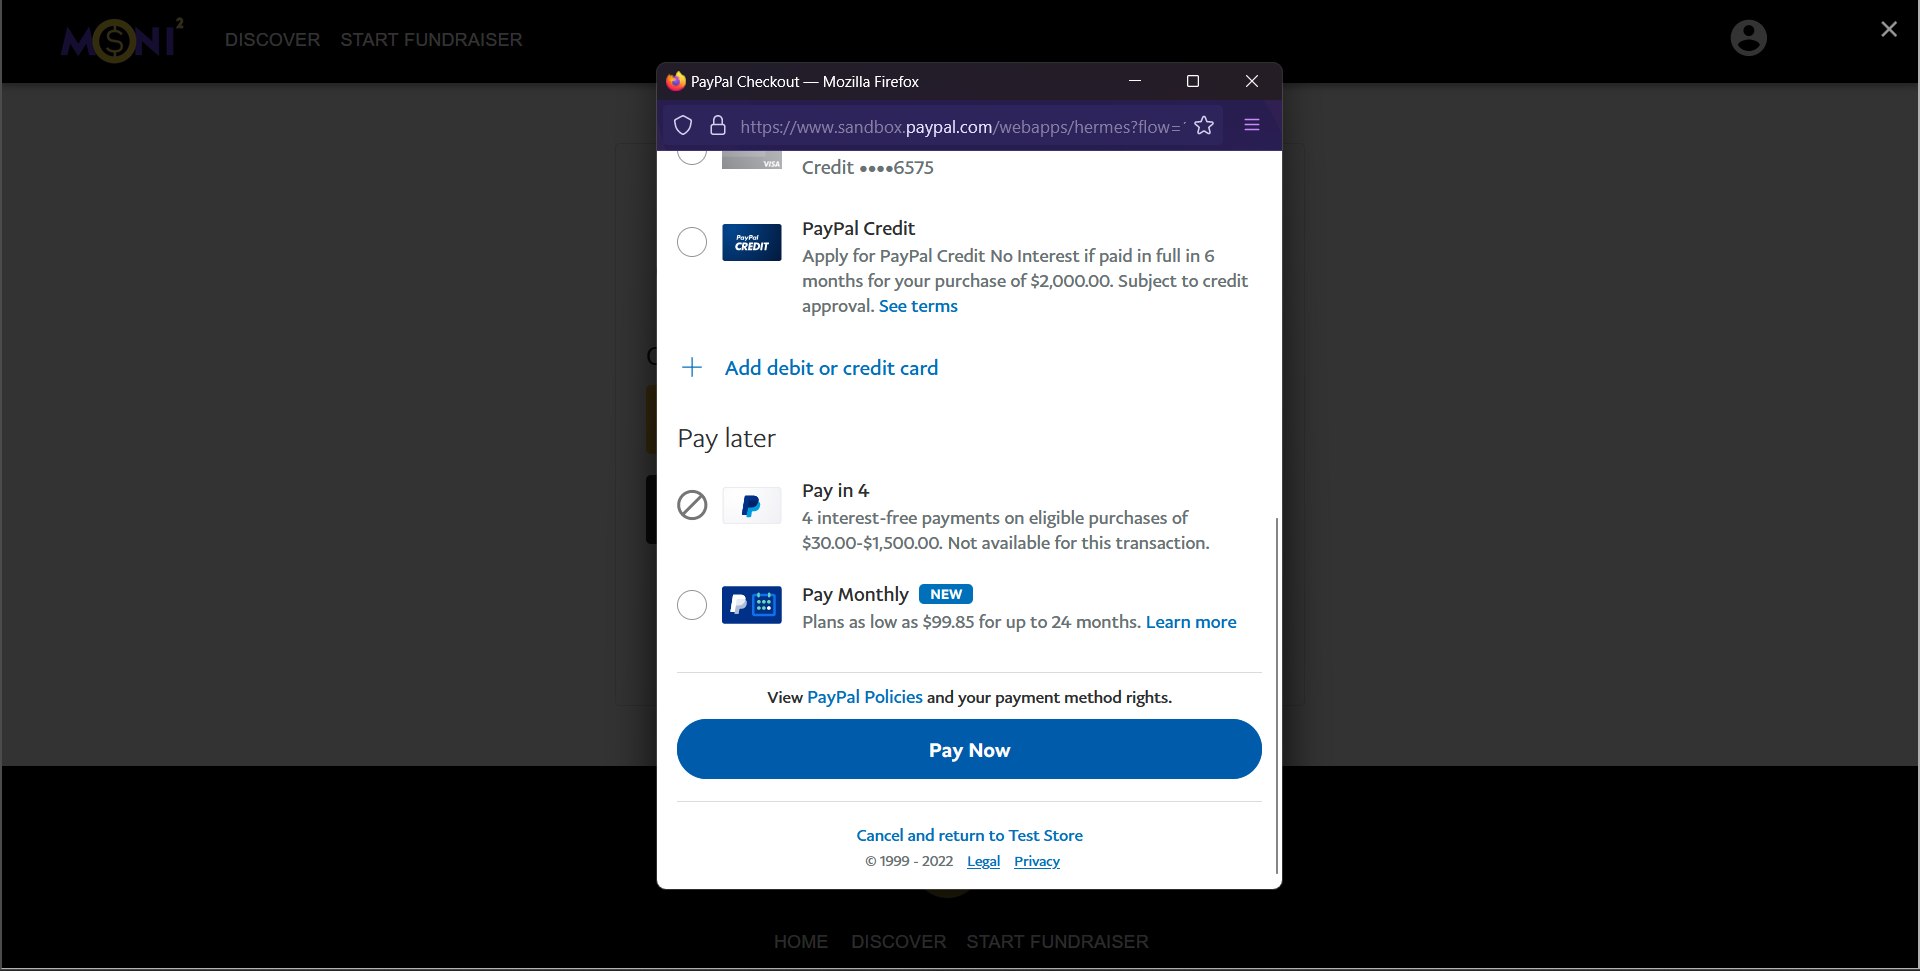 M$NI²
DISCOVER
START FUNDRAISER
PayPal Checkout — Mozilla Firefox
https://www.sandbox.paypal.com/webapps/hermes?flow=
VISA
Credit ••••6575
PayPal
CREDIT
PayPal Credit
Apply for PayPal Credit No Interest if paid in full in 6
months for your purchase of $2,000.00. Subject to credit
approval. See terms
Add debit or credit card
Pay later
Pay in 4
4 interest-free payments on eligible purchases of
$30.00-$1,500.00. Not available for this transaction.
Pay Monthly NEW
Plans as low as $99.85 for up to 24 months. Learn more
View PayPal Policies and your payment method rights.
Pay Now
Cancel and return to Test Store
© 1999 - 2022 Legal Privacy
HOME
DISCOVER
START FUNDRAISER